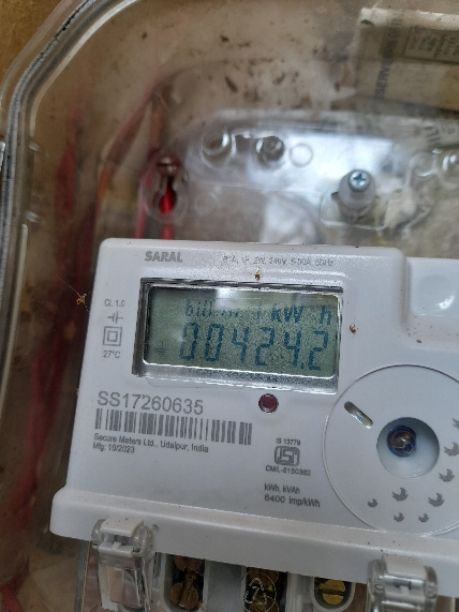 SARAL
kW h
00424.2
Cl. 1.0
27°C
SS17260635
Secure Meters Ltd., Udaipur, India
Mfg: 10/2023
IS 13779
kWh, kVAh
6400 imp/kWh